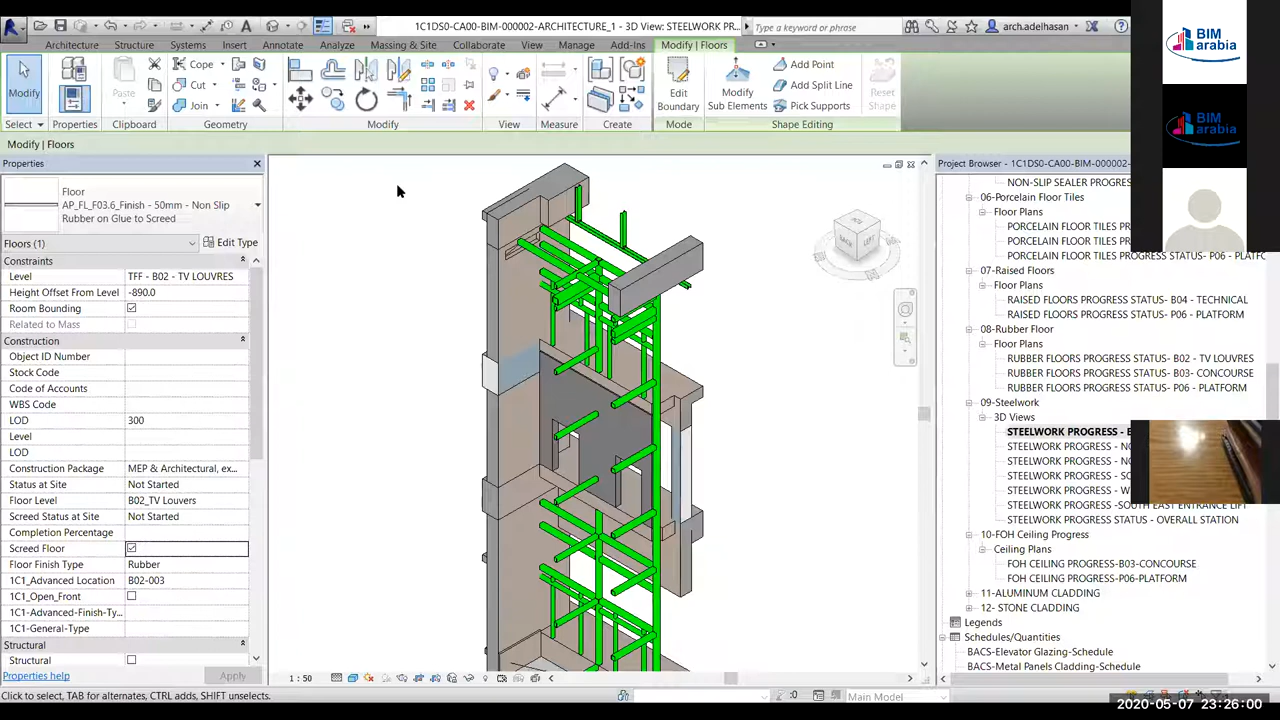 1C1DS0-CA00-BIM-000002-ARCHITECTURE_1 - 3D View: STEELWORK PR...
Type a keyword or phrase
arch.adelhasan
Architecture Structure Systems Insert Annotate Analyze Massing & Site Collaborate View Manage Add-Ins Modify | Floors
Modify
Paste
Cope
Cut
Join
Edit Boundary
Modify Sub Elements
Add Point
Add Split Line
Pick Supports
Reset Shape
Select Properties Clipboard Geometry Modify View Measure Create Mode Shape Editing
Modify | Floors
Properties
Floor
AP_FL_F03.6_Finish - 50mm - Non Slip
Rubber on Glue to Screed
Floors (1)
Edit Type
Constraints
Level TFF - B02 - TV LOUVRES
Height Offset From Level -890.0
Room Bounding
Related to Mass
Construction
Object ID Number
Stock Code
Code of Accounts
WBS Code
LOD 300
Level
LOD
Construction Package MEP & Architectural, ex...
Status at Site Not Started
Floor Level B02_TV Louvers
Screed Status at Site Not Started
Completion Percentage
Screed Floor
Floor Finish Type Rubber
1C1_Advanced Location B02-003
1C1_Open_Front
1C1-Advanced-Finish-Ty...
1C1-General-Type
Structural
Structural
Properties help
Apply
BACK
LEFT
1 : 50
Project Browser - 1C1DS0-CA00-BIM-000002-
NON-SLIP SEALER PROGRES
06-Porcelain Floor Tiles
Floor Plans
PORCELAIN FLOOR TILES PR
PORCELAIN FLOOR TILES PR
PORCELAIN FLOOR TILES PROGRESS STATUS- P06 - PLATFC
07-Raised Floors
Floor Plans
RAISED FLOORS PROGRESS STATUS- B04 - TECHNICAL
RAISED FLOORS PROGRESS STATUS- P06 - PLATFORM
08-Rubber Floor
Floor Plans
RUBBER FLOORS PROGRESS STATUS- B02 - TV LOUVRES
RUBBER FLOORS PROGRESS STATUS- B03-CONCOURSE
RUBBER FLOORS PROGRESS STATUS- P06 - PLATFORM
09-Steelwork
3D Views
STEELWORK PROGRESS -
STEELWORK PROGRESS - NO
STEELWORK PROGRESS - NO
STEELWORK PROGRESS - SO
STEELWORK PROGRESS - W
STEELWORK PROGRESS -SOUTH EAST ENTRANCE LIFT
STEELWORK PROGRESS STATUS - OVERALL STATION
10-FOH Ceiling Progress
Ceiling Plans
FOH CEILING PROGRESS-B03-CONCOURSE
FOH CEILING PROGRESS-P06-PLATFORM
11-ALUMINUM CLADDING
12- STONE CLADDING
Legends
Schedules/Quantities
BACS-Elevator Glazing-Schedule
BACS-Metal Panels Cladding-Schedule
BIM
arabia
BIM
arabia
Click to select, TAB for alternates, CTRL adds, SHIFT unselects.
:0
Main Model
2020-05-07 23:26:00